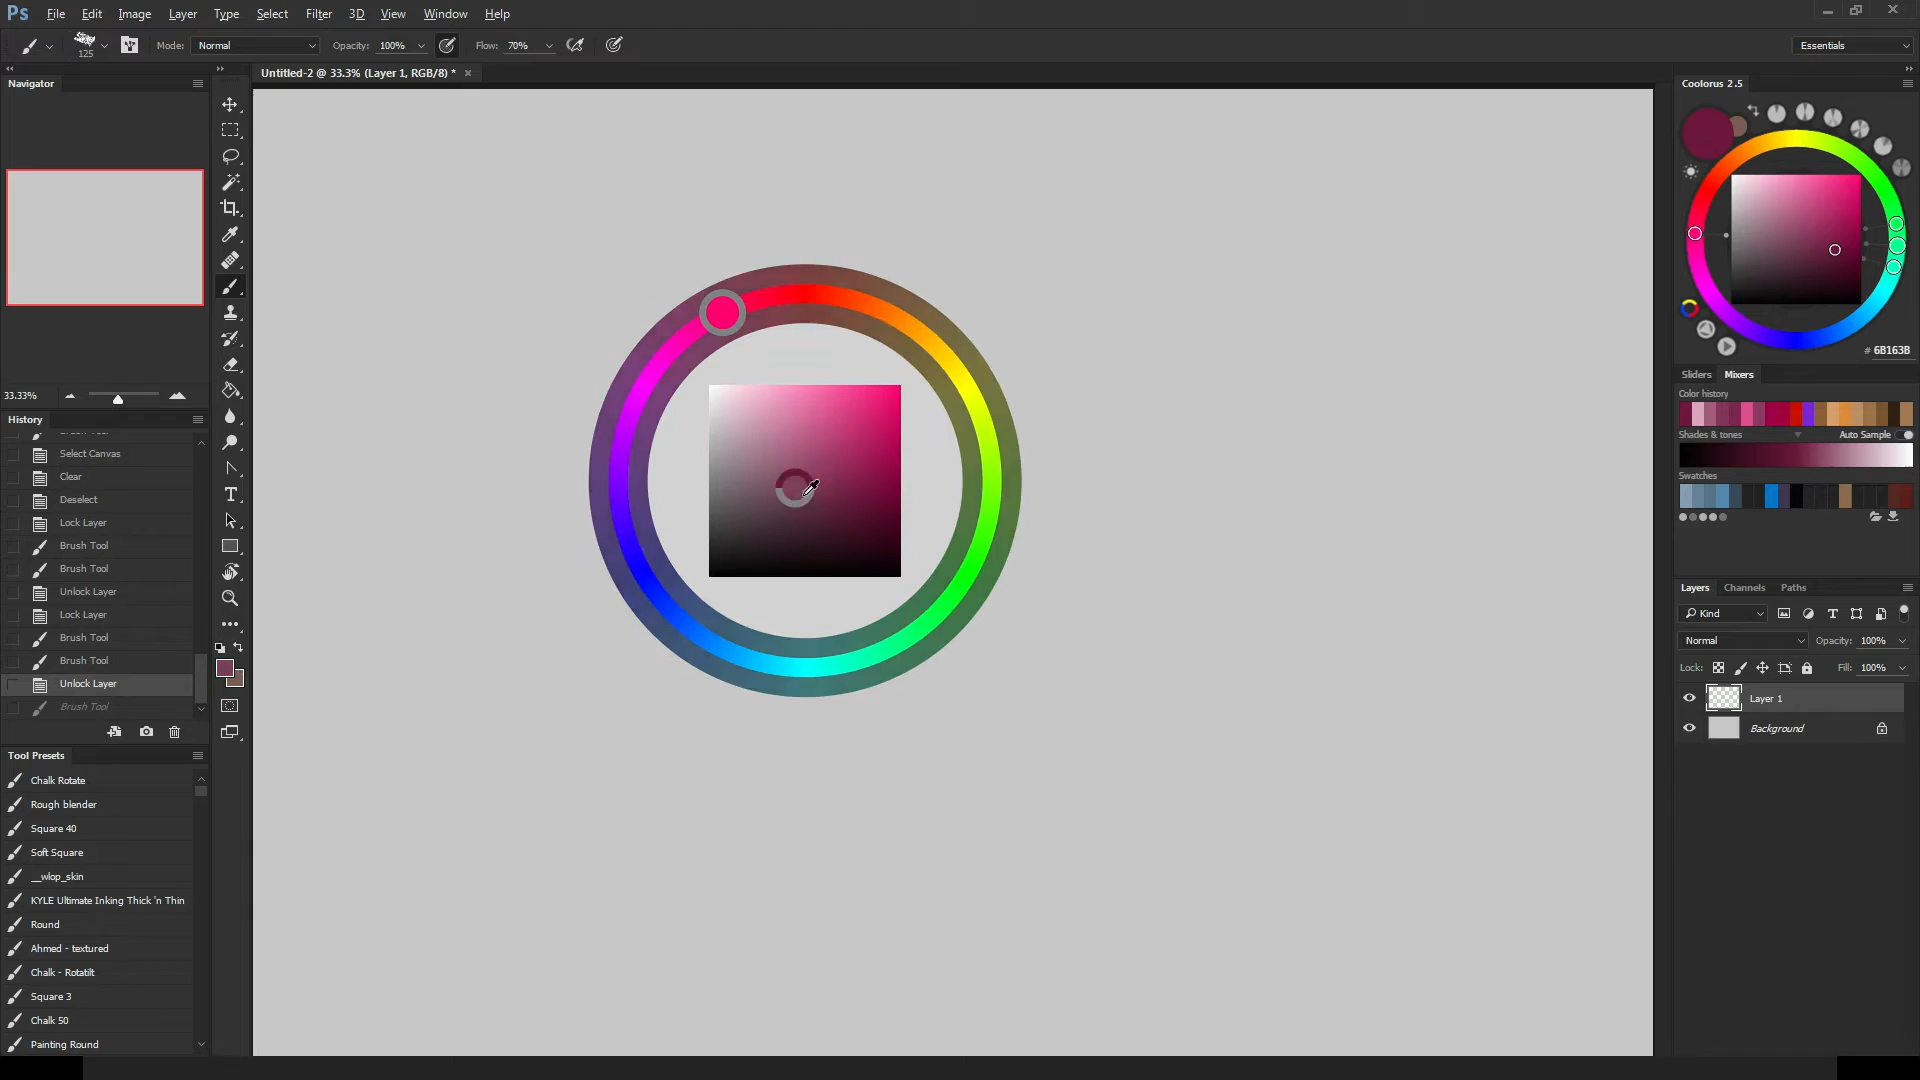 Ps File Edit Image Layer Type Select Filter 3D View Window Help
125 Mode: Normal Opacity: 100% Flow: 70% Essentials
Navigator
Untitled-2 @ 33.3% (Layer 1, RGB/8) *
Coolorus 2.5
# 6B163B
Sliders Mixers
Color history
Shades & tones Auto Sample
Swatches
33.33%
History
Brush Tool
Select Canvas
Clear
Deselect
Lock Layer
Brush Tool
Brush Tool
Unlock Layer
Lock Layer
Brush Tool
Brush Tool
Unlock Layer
Brush Tool
Tool Presets
Chalk Rotate
Rough blender
Square 40
Soft Square
__wlop_skin
KYLE Ultimate Inking Thick 'n Thin
Round
Ahmed - textured
Chalk - Rotatilt
Square 3
Chalk 50
Painting Round
Layers Channels Paths
Kind
Normal Opacity: 100%
Lock: Fill: 100%
Layer 1
Background